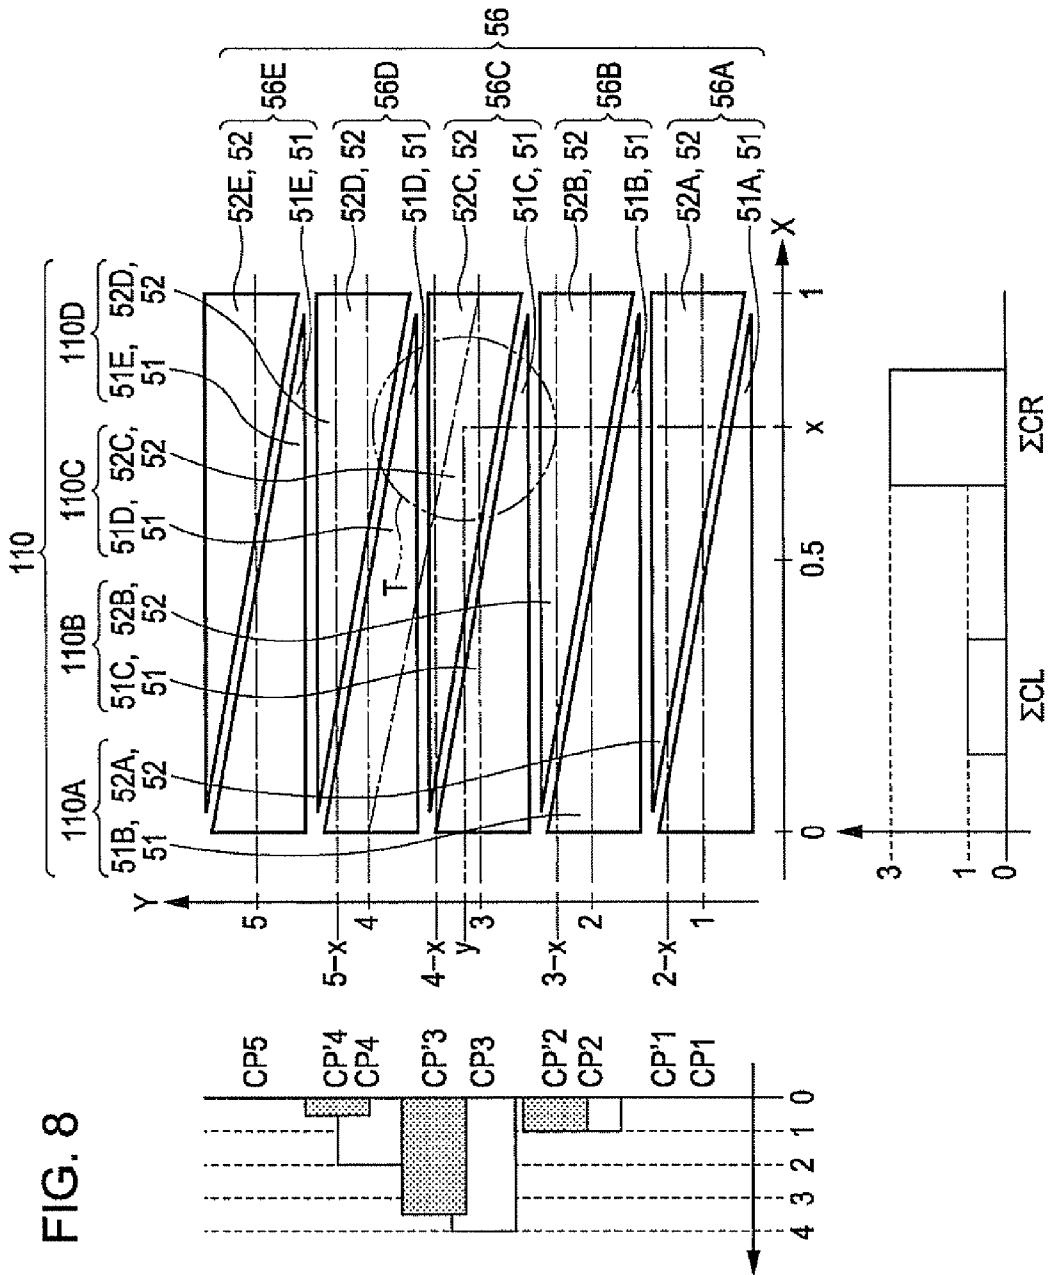 FIG. 8
110
110A
110B
110C
110D
51B, 52A,
51 52
51C, 52B,
51 52
51D, 52C,
51 52
51E, 52D,
51 52
52E, 52
51E, 51
56E
52D, 52
51D, 51
56D
52C, 52
51C, 51
56C
52B, 52
51B, 51
56B
52A, 52
51A, 51
56A
56
T
Y
5
5-x
4
4-x
y
3
3-x
2
2-x
1
X
0
0.5
x
1
CP5
CP'4
CP4
CP'3
CP3
CP'2
CP2
CP'1
CP1
0
1
2
3
4
3
1
0
ΣCL
ΣCR